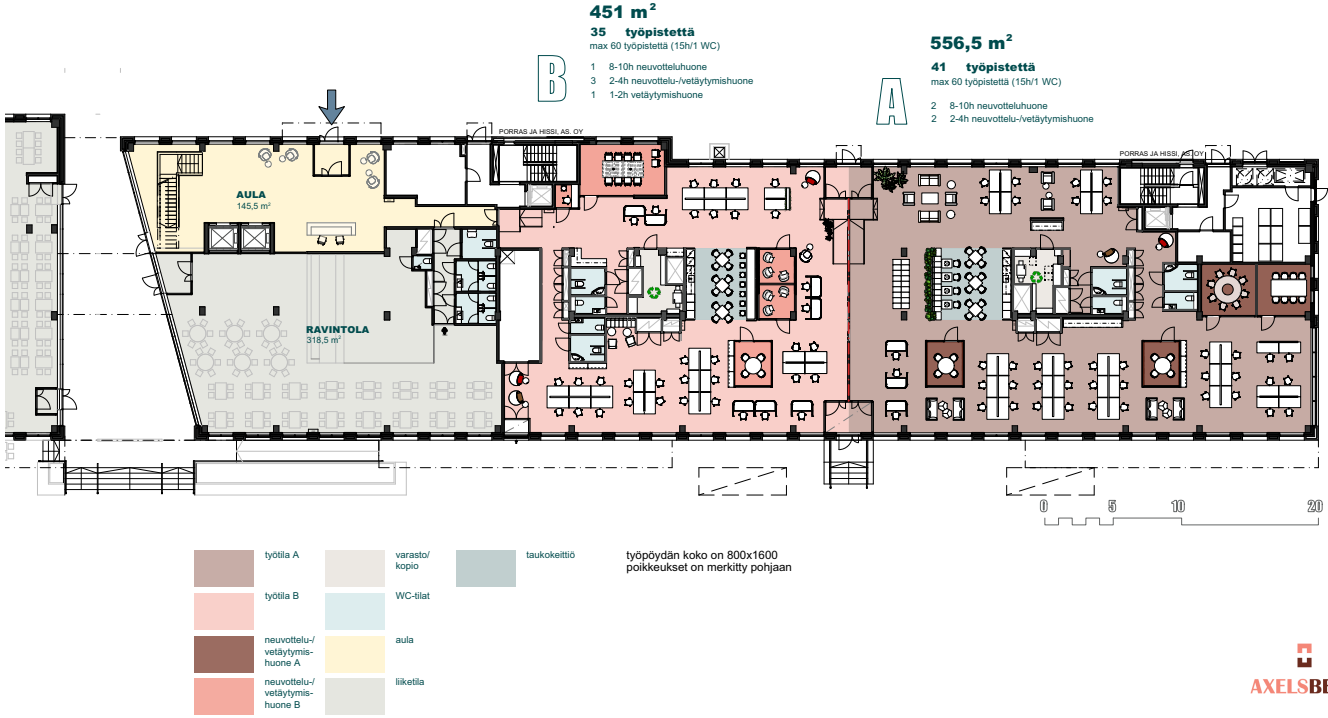 451 m²
35 työpistettä
max 60 työpistettä (15h/1 WC)
B
1 8-10h neuvotteluhuone
3 2-4h neuvottelu-/vetäytymishuone
1 1-2h vetäytymishuone
556,5 m²
41 työpistettä
max 60 työpistettä (15h/1 WC)
A
2 8-10h neuvotteluhuone
2 2-4h neuvottelu-/vetäytymishuone
PORRAS JA HISSI, AS. OY
PORRAS JA HISSI, AS. OY
AULA
145,5 m²
RAVINTOLA
318,5 m²
0 5 10 20
työtila A
varasto/
kopio
taukokeittiö
työpöydän koko on 800x1600
poikkeukset on merkitty pohjaan
työtila B
WC-tilat
neuvottelu-/
vetäytymis-
huone A
aula
neuvottelu-/
vetäytymis-
huone B
liiketila
AXELSBE